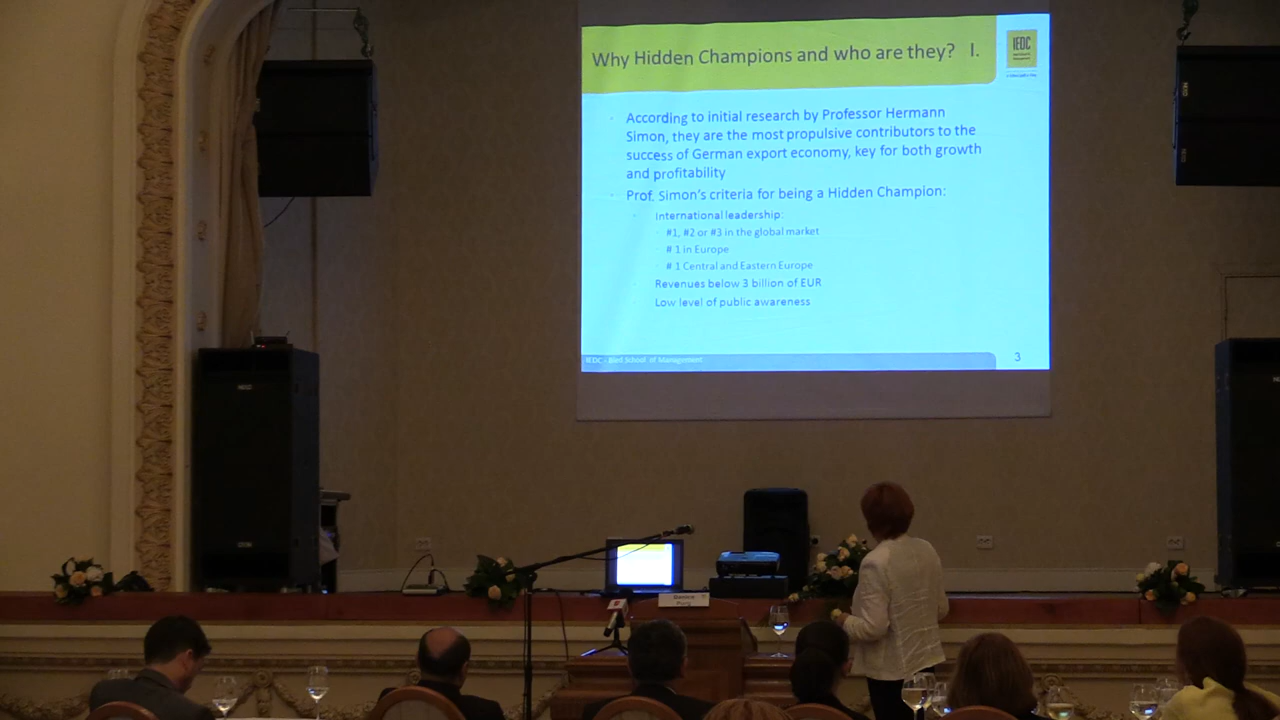 Why Hidden Champions and who are they? I.
IEDC
According to initial research by Professor Hermann
Simon, they are the most propulsive contributors to the
success of German export economy, key for both growth
and profitability
Prof. Simon's criteria for being a Hidden Champion:
International leadership:
#1, #2 or #3 in the global market
# 1 in Europe
# 1 Central and Eastern Europe
Revenues below 3 billion of EUR
Low level of public awareness
IEDC - Bled School of Management
3